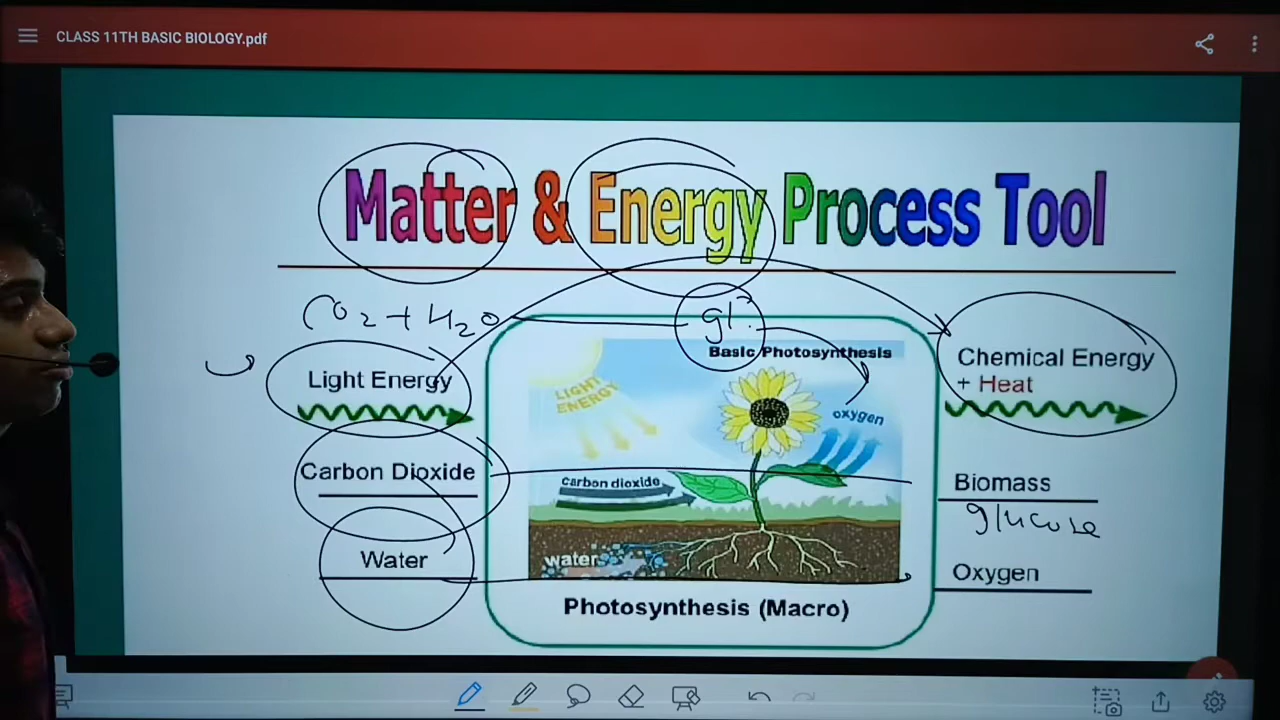 CLASS 11TH BASIC BIOLOGY.pdf
Matter & Energy Process Tool
CO2 + H2O
gl.
Basic Photosynthesis
Light Energy
LIGHT ENERGY
oxygen
Chemical Energy
+ Heat
Carbon Dioxide
carbon dioxide
Biomass
glucose
Water
water
Oxygen
Photosynthesis (Macro)